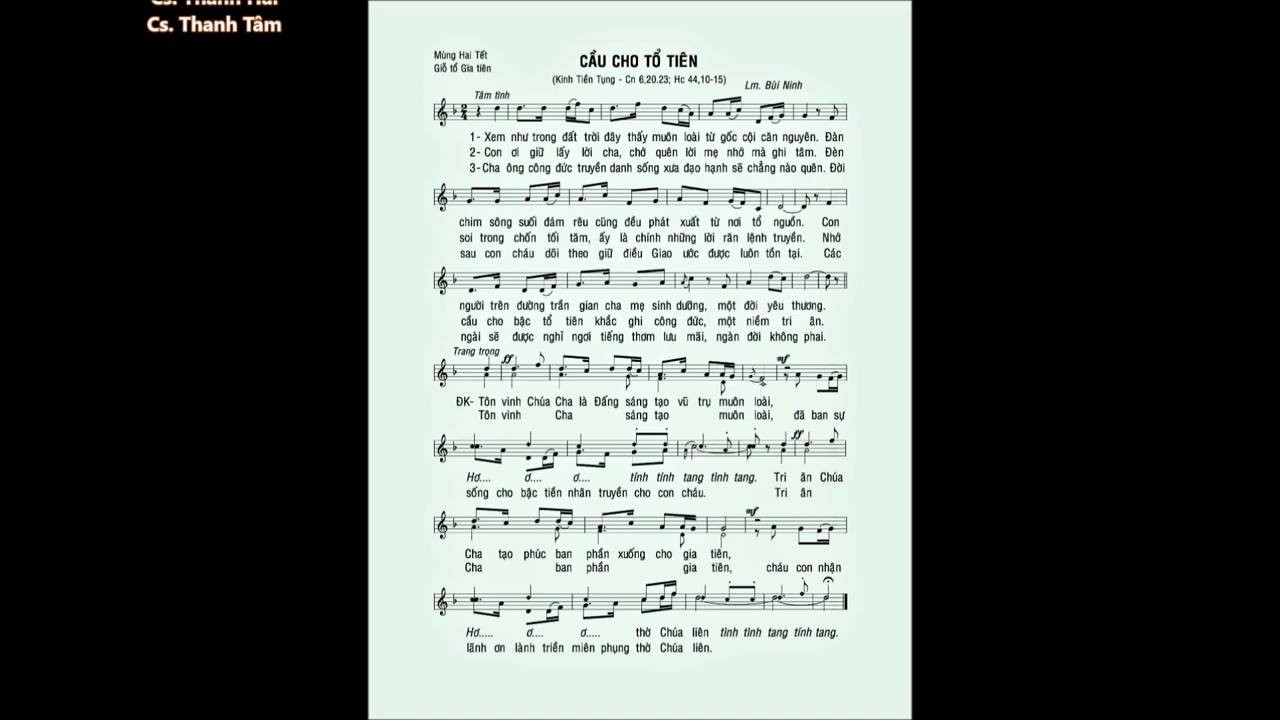 Cs. Thanh Hải
Cs. Thanh Tâm
Mùng Hai Tết
Giỗ tổ Gia tiên
CẦU CHO TỔ TIÊN
(Kinh Tiền Tụng - Cn 6,20.23; Hc 44,10-15)
Lm. Bùi Ninh
Tâm tình
1- Xem như trong đất trời đây thấy muôn loài từ gốc cội căn nguyên. Đàn
2- Con ơi giữ lấy lời cha, chớ quên lời mẹ nhớ mà ghi tâm. Đèn
3- Cha ông công đức truyền danh sống xưa đạo hạnh sẽ chẳng nào quên. Đời
chim sông suối đám rêu cũng đều phát xuất từ nơi tổ nguồn. Con
soi trong chốn tối tăm, ấy là chính những lời răn lệnh truyền. Nhớ
sau con cháu dõi theo giữ điều Giao ước được luôn tồn tại. Các
người trên đường trần gian cha mẹ sinh dưỡng, một đời yêu thương.
cầu cho bậc tổ tiên khắc ghi công đức, một niềm tri ân.
ngài sẽ được nghỉ ngơi tiếng thơm lưu mãi, ngàn đời không phai.
Trang trọng ff mf
ĐK- Tôn vinh Chúa Cha là Đấng sáng tạo vũ trụ muôn loài,
Tôn vinh Cha sáng tạo muôn loài, đã ban sự
ff
Hơ.... ơ.... ơ.... tính tính tang tình tang. Tri ân Chúa
sống cho bậc tiền nhân truyền cho con cháu. Tri ân
mf
Cha tạo phúc ban phần xuống cho gia tiên,
Cha ban phần gia tiên, cháu con nhận
Hơ..... ơ.... ơ..... thờ Chúa liên tình tình tang tính tang.
lãnh ơn lành triền miên phụng thờ Chúa liên.